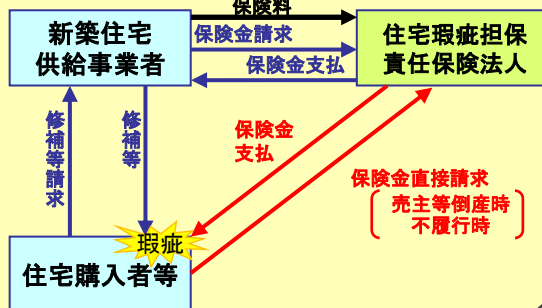 保険料
新築住宅
供給事業者
保険金請求
保険金支払
住宅瑕疵担保
責任保険法人
修補等請求
修補等
保険金
支払
保険金直接請求
売主等倒産時
不履行時
瑕疵
住宅購入者等